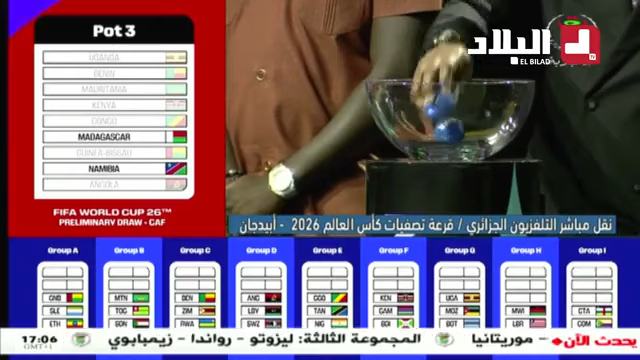 Pot 3
UGANDA
BENIN
MAURITANIA
KENYA
CONGO
MADAGASCAR
GUINEA-BISSAU
NAMIBIA
ANGOLA
FIFA WORLD CUP 26™
PRELIMINARY DRAW - CAF
البلاد
EL BILAD
TV
نقل مباشر التلفزيون الجزائري / قرعة تصفيات كأس العالم 2026 - أبيدجان
Group A Group B Group C Group D Group E Group F Group G Group H Group I
MTN BEN ANG KEN UGA CTA
SLE TOG ZIM LBY TAN GAM MOZ MWI COM
ETH RWA SWZ NIG BDI BOT LBR
17:06
GMT+1
موريتانيا
المجموعة الثالثة: ليزوتو - رواندا - زيمبابوي
يحدث الآن